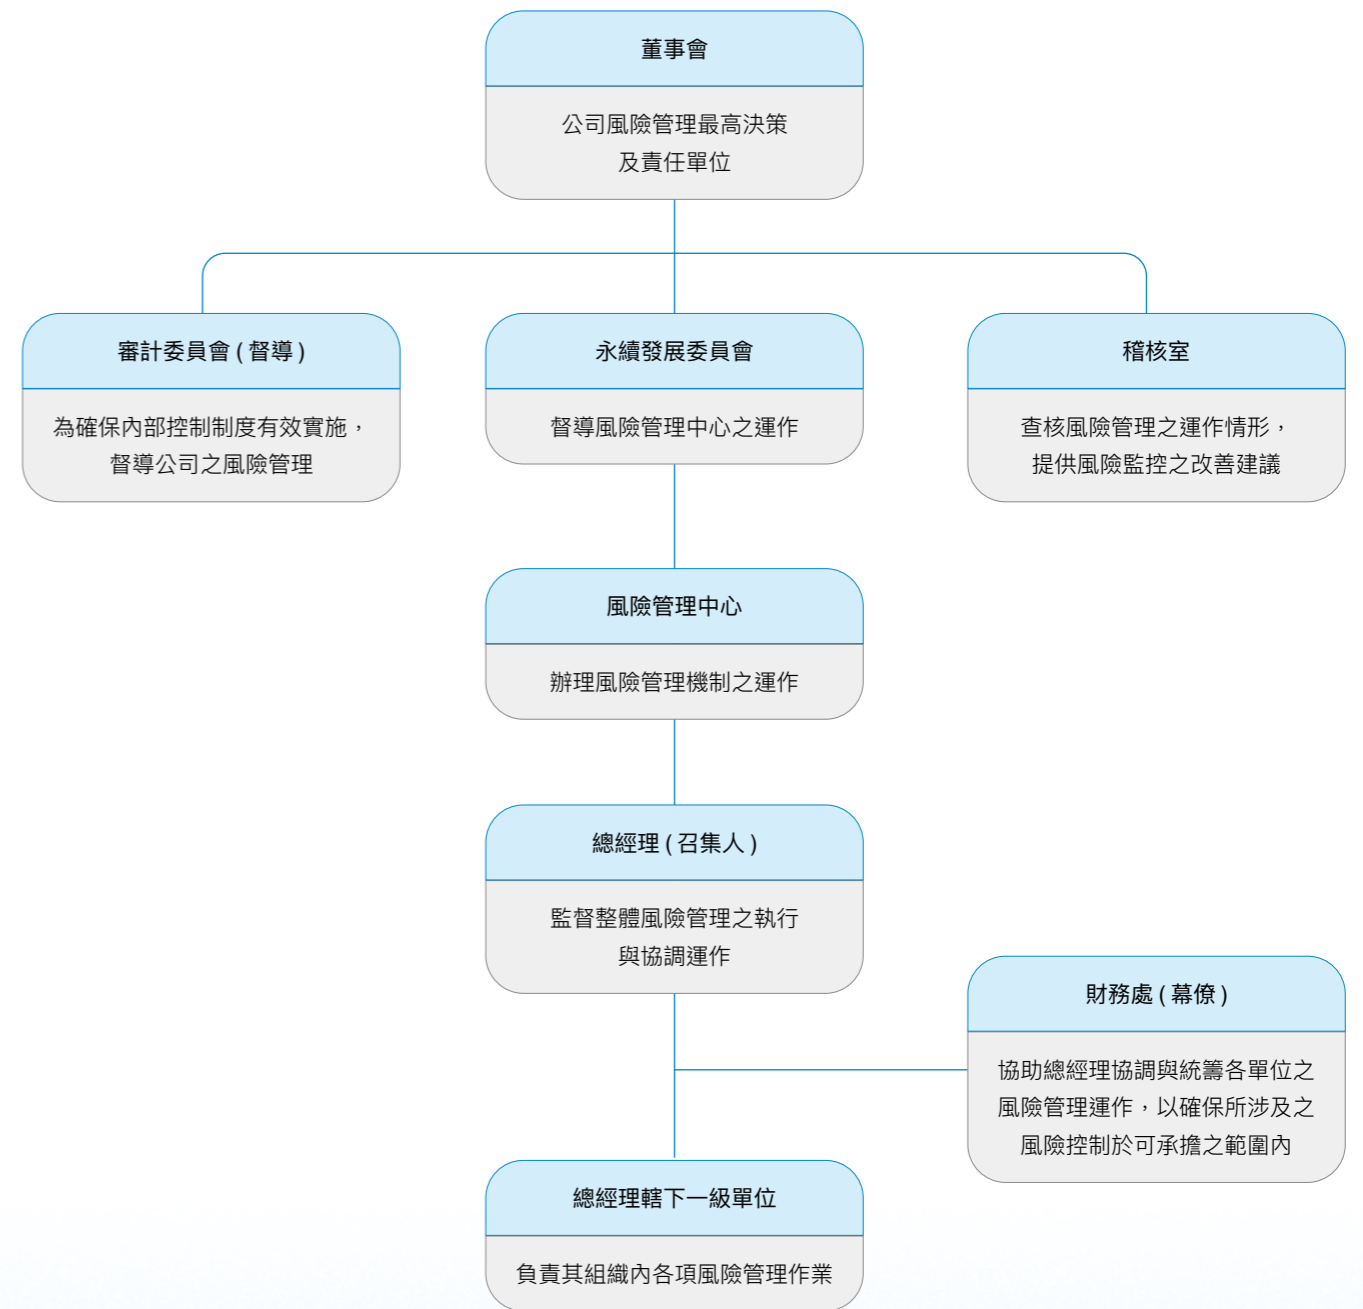 董事會
公司風險管理最高決策
及責任單位
審計委員會 ( 督導 )
為確保內部控制制度有效實施，
督導公司之風險管理
永續發展委員會
督導風險管理中心之運作
稽核室
查核風險管理之運作情形，
提供風險監控之改善建議
風險管理中心
辦理風險管理機制之運作
總經理 ( 召集人 )
監督整體風險管理之執行
與協調運作
財務處 ( 幕僚 )
協助總經理協調與統籌各單位之
風險管理運作，以確保所涉及之
風險控制於可承擔之範圍內
總經理轄下一級單位
負責其組織內各項風險管理作業